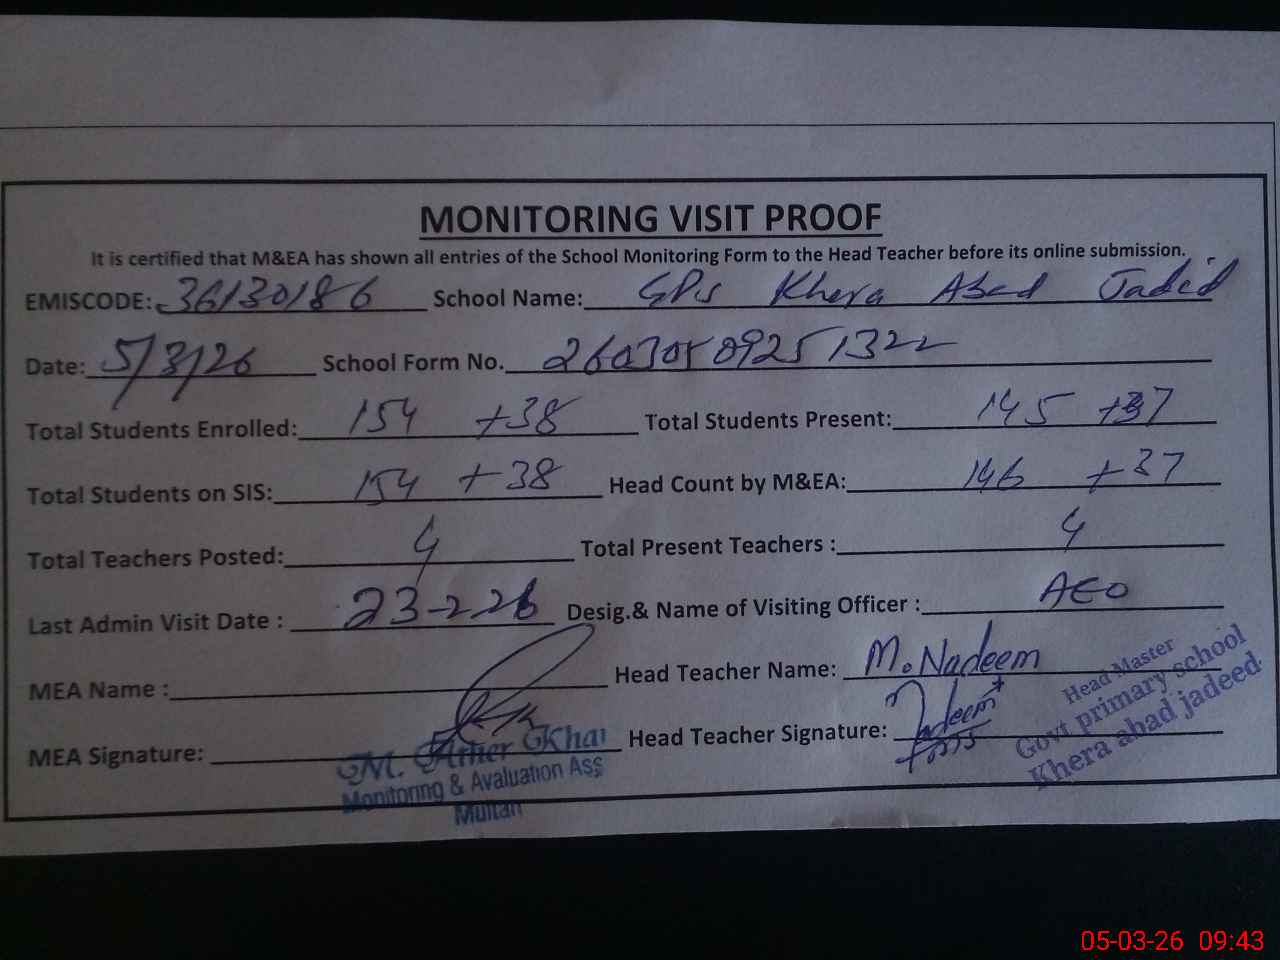 MONITORING VISIT PROOF
It is certified that M&EA has shown all entries of the School Monitoring Form to the Head Teacher before its online submission.
EMISCODE: 36130186 School Name: GPS Khera Abad Jadid
Date: 5/3/26 School Form No. 2603050925 1322
Total Students Enrolled: 154 +38 Total Students Present: 145 +37
Total Students on SIS: 154 +38 Head Count by M&EA: 146 +37
Total Teachers Posted: 4 Total Present Teachers : 4
Last Admin Visit Date : 23-2-26 Desig.& Name of Visiting Officer : AEO
MEA Name : Head Teacher Name: M. Nadeem
MEA Signature: Head Teacher Signature: Nadeem
M. Khan
Monitoring & Avaluation Ass
Multan
Head Master
Govt primary school
Khera abad jadeed
05-03-26 09:43